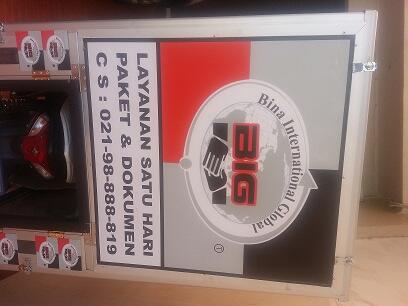 Bina International Global
BIG
LAYANAN SATU HARI
PAKET & DOKUMEN
C S : 021-98-888-819